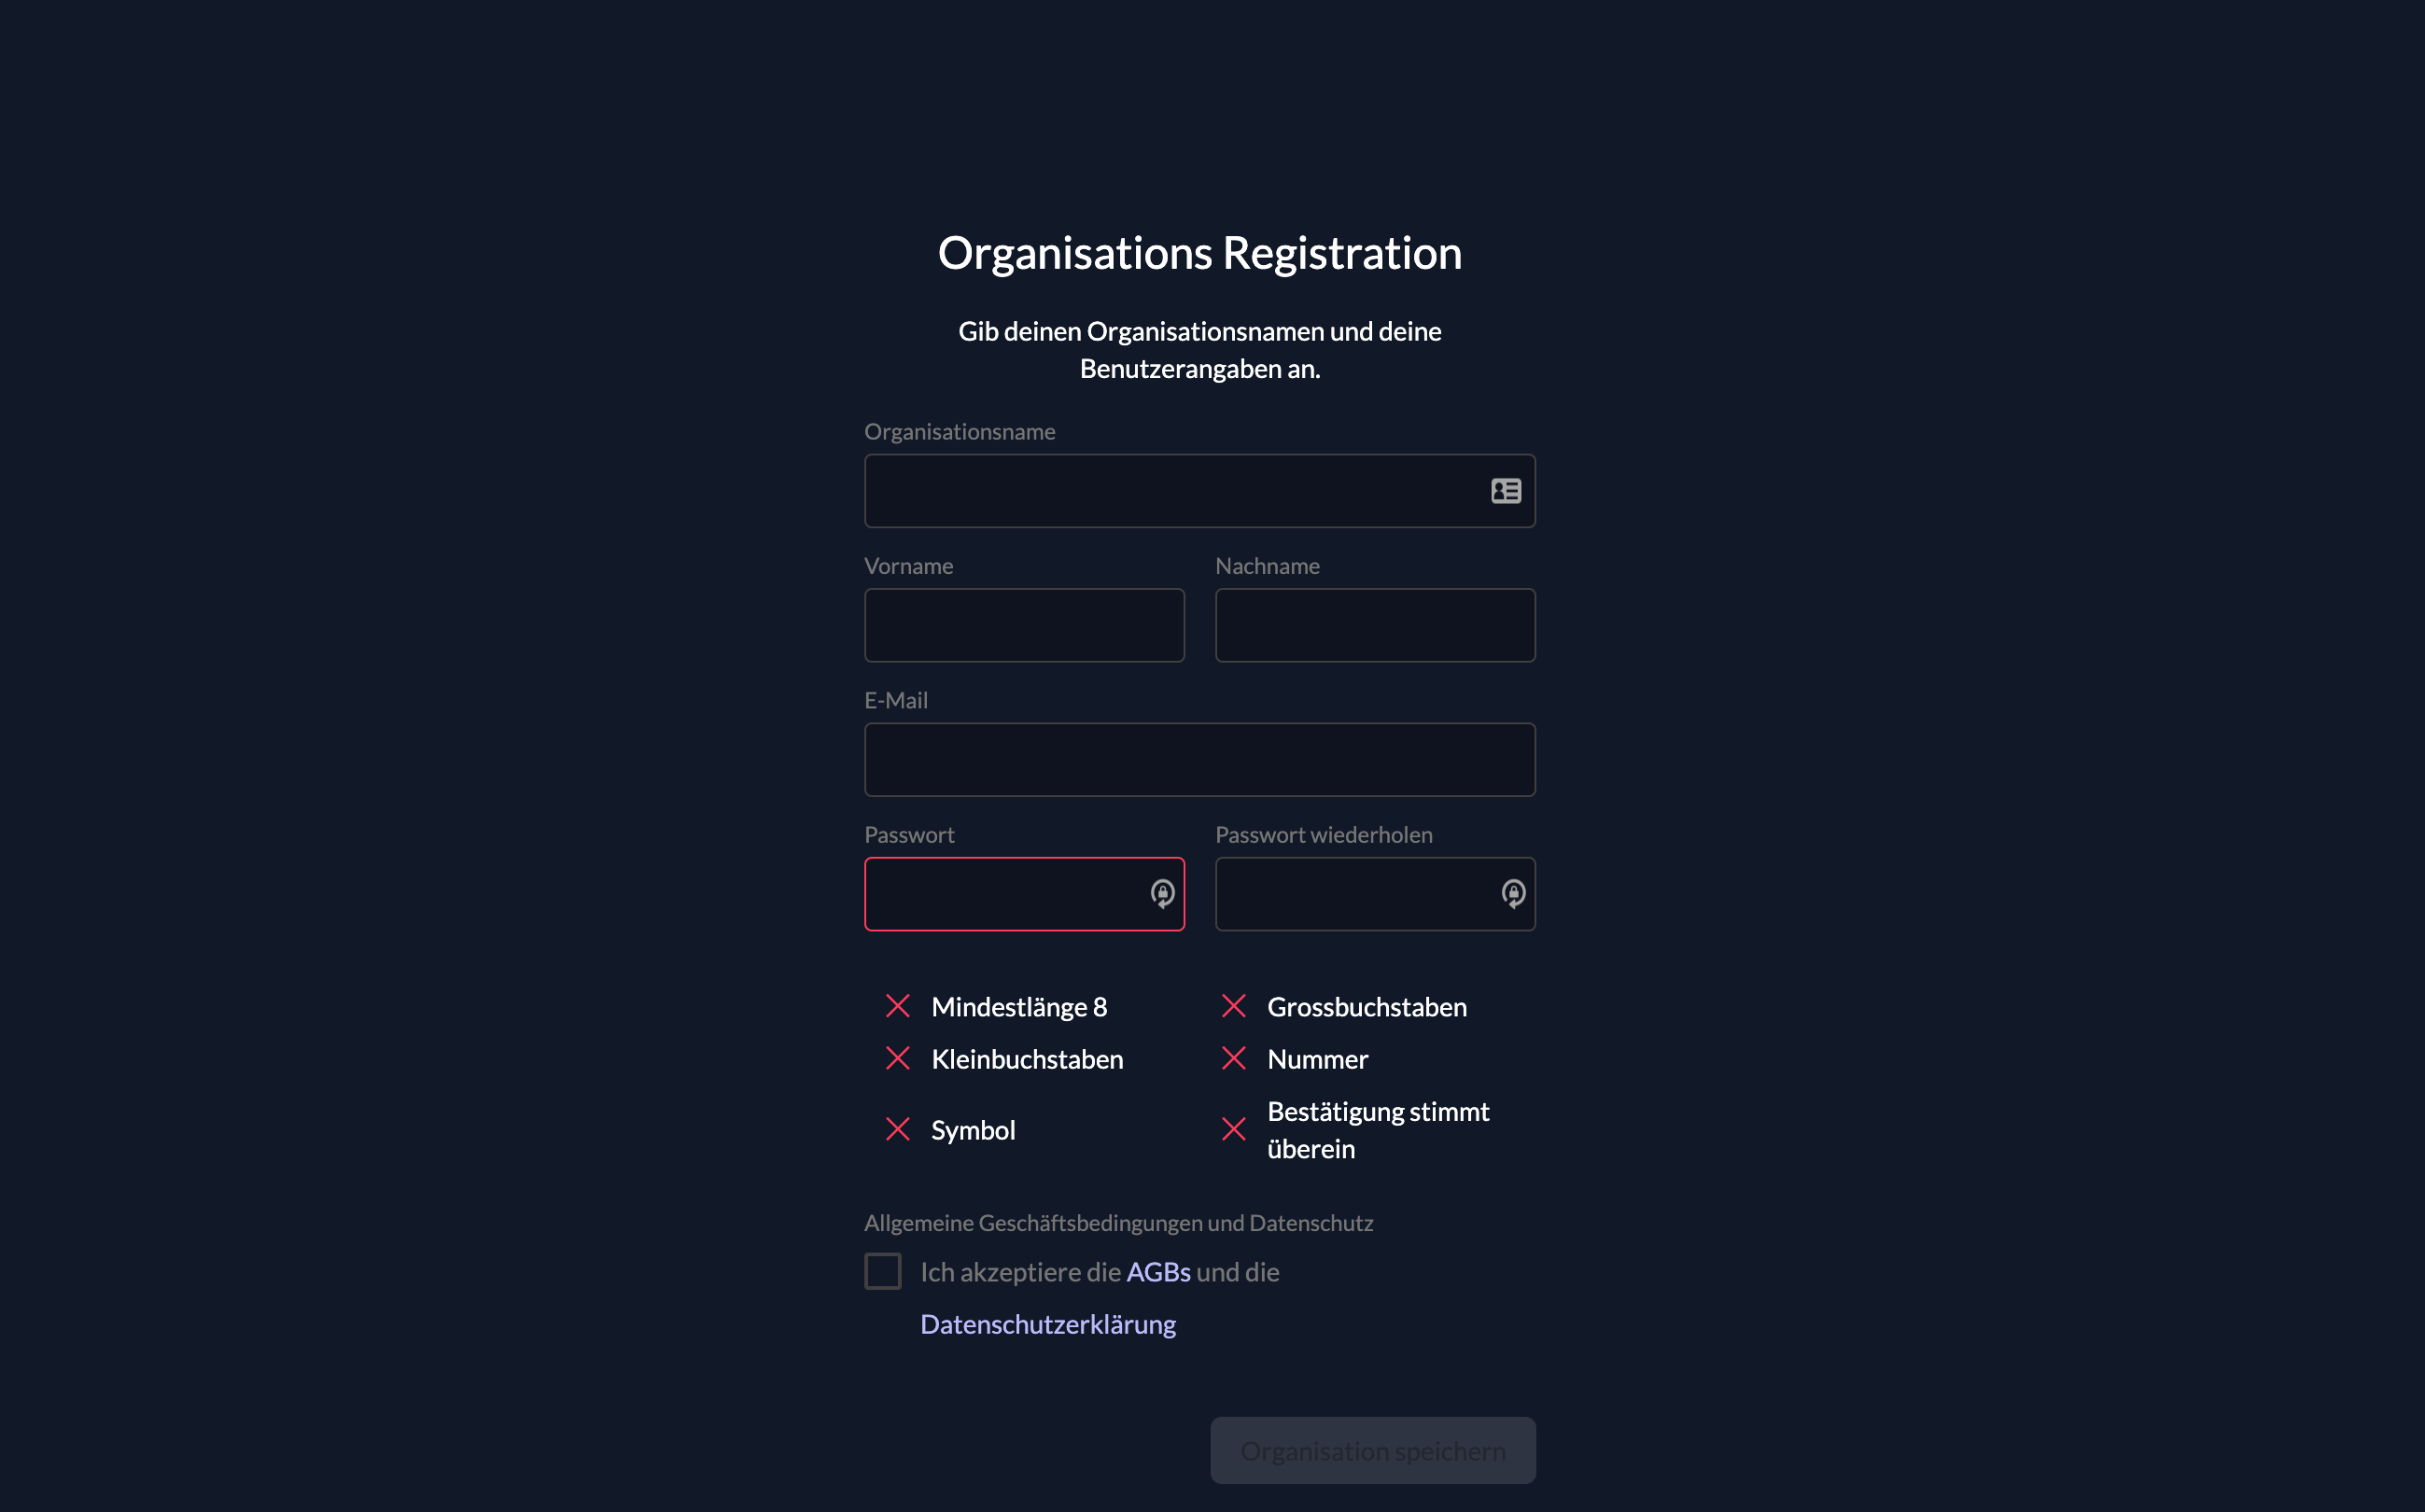 Organisations Registration
Gib deinen Organisationsnamen und deine
Benutzerangaben an.
Organisationsname
Vorname
Nachname
E-Mail
Passwort
Passwort wiederholen
Mindestlänge 8
Grossbuchstaben
Kleinbuchstaben
Nummer
Symbol
Bestätigung stimmt
überein
Allgemeine Geschäftsbedingungen und Datenschutz
Ich akzeptiere die AGBs und die
Datenschutzerklärung
Organisation speichern